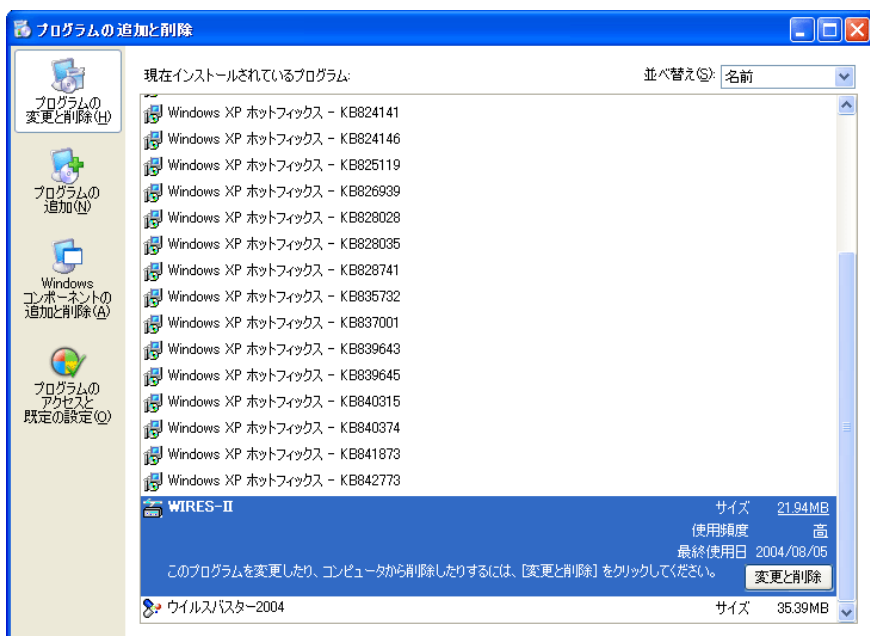 プログラムの追加と削除
プログラムの
変更と削除(H)
プログラムの
追加(N)
Windows
コンポーネントの
追加と削除(A)
プログラムの
アクセスと
既定の設定(O)
現在インストールされているプログラム:
並べ替え(S): 名前
Windows XP ホットフィックス - KB824141
Windows XP ホットフィックス - KB824146
Windows XP ホットフィックス - KB825119
Windows XP ホットフィックス - KB826939
Windows XP ホットフィックス - KB828028
Windows XP ホットフィックス - KB828035
Windows XP ホットフィックス - KB828741
Windows XP ホットフィックス - KB835732
Windows XP ホットフィックス - KB837001
Windows XP ホットフィックス - KB839643
Windows XP ホットフィックス - KB839645
Windows XP ホットフィックス - KB840315
Windows XP ホットフィックス - KB840374
Windows XP ホットフィックス - KB841873
Windows XP ホットフィックス - KB842773
WIRES-II サイズ 21.94MB
使用頻度 高
最終使用日 2004/08/05
このプログラムを変更したり、コンピュータから削除したりするには、[変更と削除] をクリックしてください。 変更と削除
ウイルスバスター2004 サイズ 35.39MB